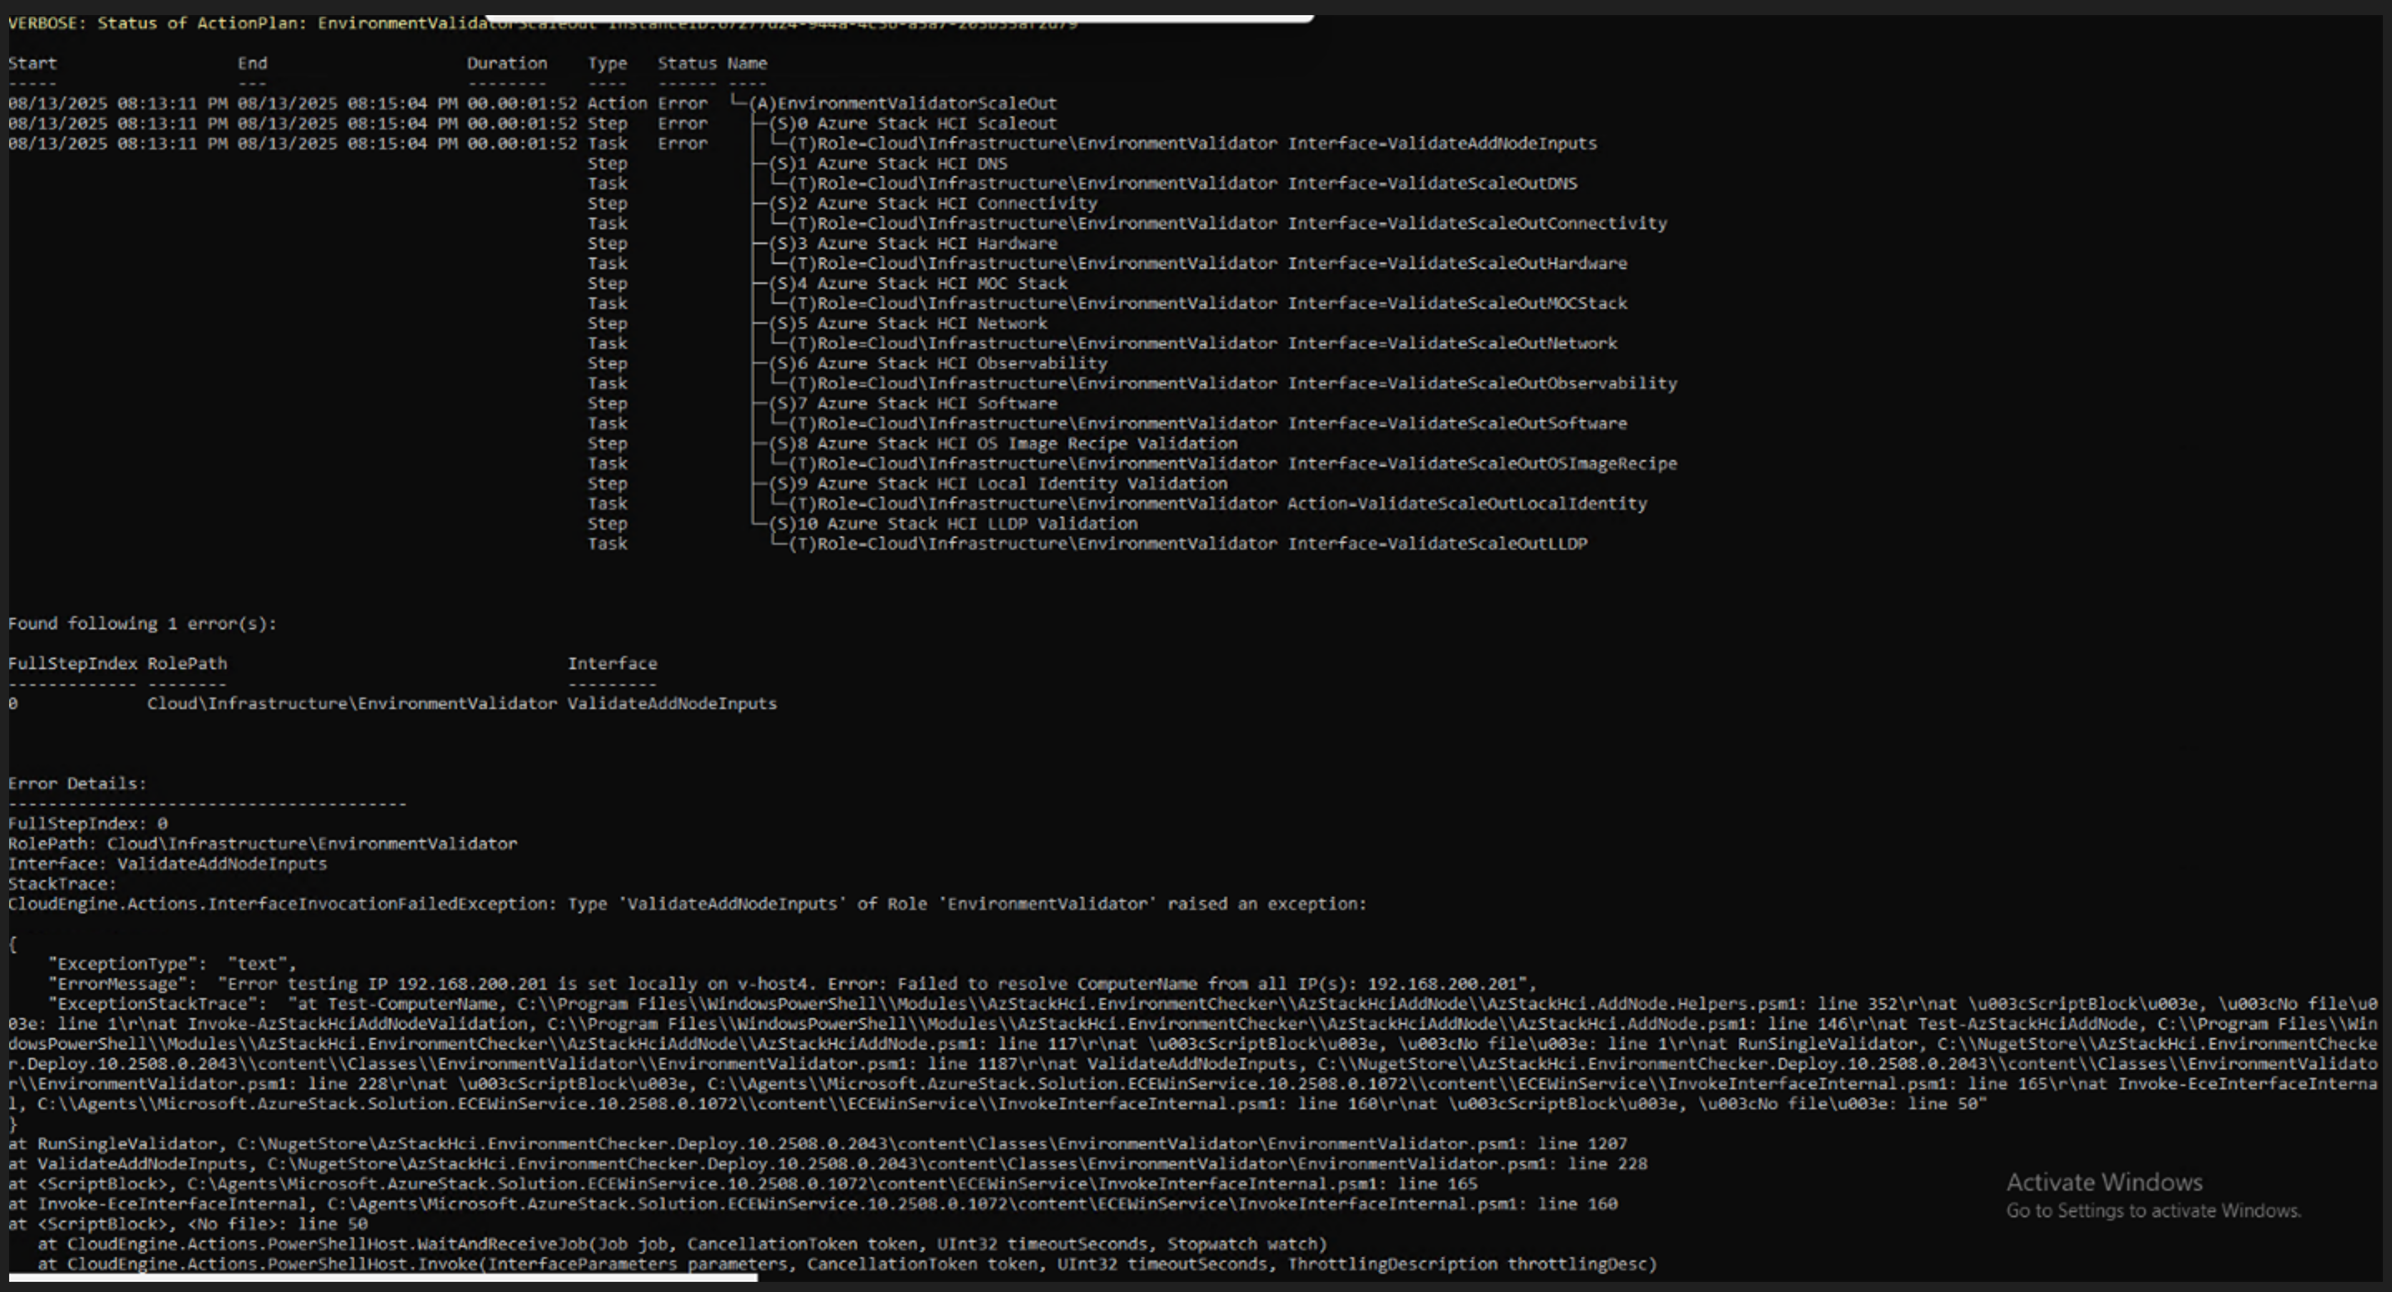 VERBOSE: Status of ActionPlan: EnvironmentValidatorScaleOut
Start End Duration Type Status Name
----- --- -------- ---- ------ ----
08/13/2025 08:13:11 PM 08/13/2025 08:15:04 PM 00.00:01:52 Action Error └─(A)EnvironmentValidatorScaleOut
08/13/2025 08:13:11 PM 08/13/2025 08:15:04 PM 00.00:01:52 Step Error ├─(S)0 Azure Stack HCI Scaleout
08/13/2025 08:13:11 PM 08/13/2025 08:15:04 PM 00.00:01:52 Task Error │ └─(T)Role=Cloud\Infrastructure\EnvironmentValidator Interface=ValidateAddNodeInputs
Step ├─(S)1 Azure Stack HCI DNS
Task │ └─(T)Role=Cloud\Infrastructure\EnvironmentValidator Interface=ValidateScaleOutDNS
Step ├─(S)2 Azure Stack HCI Connectivity
Task │ └─(T)Role=Cloud\Infrastructure\EnvironmentValidator Interface=ValidateScaleOutConnectivity
Step ├─(S)3 Azure Stack HCI Hardware
Task │ └─(T)Role=Cloud\Infrastructure\EnvironmentValidator Interface=ValidateScaleOutHardware
Step ├─(S)4 Azure Stack HCI MOC Stack
Task │ └─(T)Role=Cloud\Infrastructure\EnvironmentValidator Interface=ValidateScaleOutMOCStack
Step ├─(S)5 Azure Stack HCI Network
Task │ └─(T)Role=Cloud\Infrastructure\EnvironmentValidator Interface=ValidateScaleOutNetwork
Step ├─(S)6 Azure Stack HCI Observability
Task │ └─(T)Role=Cloud\Infrastructure\EnvironmentValidator Interface=ValidateScaleOutObservability
Step ├─(S)7 Azure Stack HCI Software
Task │ └─(T)Role=Cloud\Infrastructure\EnvironmentValidator Interface=ValidateScaleOutSoftware
Step ├─(S)8 Azure Stack HCI OS Image Recipe Validation
Task │ └─(T)Role=Cloud\Infrastructure\EnvironmentValidator Interface=ValidateScaleOutOSImageRecipe
Step ├─(S)9 Azure Stack HCI Local Identity Validation
Task │ └─(T)Role=Cloud\Infrastructure\EnvironmentValidator Action=ValidateScaleOutLocalIdentity
Step └─(S)10 Azure Stack HCI LLDP Validation
Task └─(T)Role=Cloud\Infrastructure\EnvironmentValidator Interface=ValidateScaleOutLLDP
Found following 1 error(s):
FullStepIndex RolePath Interface
------------- -------- ---------
0 Cloud\Infrastructure\EnvironmentValidator ValidateAddNodeInputs
Error Details:
----------------------------------------
FullStepIndex: 0
RolePath: Cloud\Infrastructure\EnvironmentValidator
Interface: ValidateAddNodeInputs
StackTrace:
CloudEngine.Actions.InterfaceInvocationFailedException: Type 'ValidateAddNodeInputs' of Role 'EnvironmentValidator' raised an exception:
{
"ExceptionType": "text",
"ErrorMessage": "Error testing IP 192.168.200.201 is set locally on v-host4. Error: Failed to resolve ComputerName from all IP(s): 192.168.200.201",
"ExceptionStackTrace": "at Test-ComputerName, C:\\Program Files\\WindowsPowerShell\\Modules\\AzStackHci.EnvironmentChecker\\AzStackHciAddNode\\AzStackHci.AddNode.Helpers.psm1: line 352\r\nat \u003cScriptBlock\u003e, \u003cNo file\u0
03e: line 1\r\nat Invoke-AzStackHciAddNodeValidation, C:\\Program Files\\WindowsPowerShell\\Modules\\AzStackHci.EnvironmentChecker\\AzStackHciAddNode\\AzStackHci.AddNode.psm1: line 146\r\nat Test-AzStackHciAddNode, C:\\Program Files\\Win
dowsPowerShell\\Modules\\AzStackHci.EnvironmentChecker\\AzStackHciAddNode\\AzStackHciAddNode.psm1: line 117\r\nat \u003cScriptBlock\u003e, \u003cNo file\u003e: line 1\r\nat RunSingleValidator, C:\\NugetStore\\AzStackHci.EnvironmentChecke
r.Deploy.10.2508.0.2043\\content\\Classes\\EnvironmentValidator\\EnvironmentValidator.psm1: line 1187\r\nat ValidateAddNodeInputs, C:\\NugetStore\\AzStackHci.EnvironmentChecker.Deploy.10.2508.0.2043\\content\\Classes\\EnvironmentValidato
r\\EnvironmentValidator.psm1: line 228\r\nat \u003cScriptBlock\u003e, C:\\Agents\\Microsoft.AzureStack.Solution.ECEWinService.10.2508.0.1072\\content\\ECEWinService\\InvokeInterfaceInternal.psm1: line 165\r\nat Invoke-EceInterfaceInterna
l, C:\\Agents\\Microsoft.AzureStack.Solution.ECEWinService.10.2508.0.1072\\content\\ECEWinService\\InvokeInterfaceInternal.psm1: line 160\r\nat \u003cScriptBlock\u003e, \u003cNo file\u003e: line 50"
}
at RunSingleValidator, C:\NugetStore\AzStackHci.EnvironmentChecker.Deploy.10.2508.0.2043\content\Classes\EnvironmentValidator\EnvironmentValidator.psm1: line 1207
at ValidateAddNodeInputs, C:\NugetStore\AzStackHci.EnvironmentChecker.Deploy.10.2508.0.2043\content\Classes\EnvironmentValidator\EnvironmentValidator.psm1: line 228
at <ScriptBlock>, C:\Agents\Microsoft.AzureStack.Solution.ECEWinService.10.2508.0.1072\content\ECEWinService\InvokeInterfaceInternal.psm1: line 165
at Invoke-EceInterfaceInternal, C:\Agents\Microsoft.AzureStack.Solution.ECEWinService.10.2508.0.1072\content\ECEWinService\InvokeInterfaceInternal.psm1: line 160
at <ScriptBlock>, <No file>: line 50
at CloudEngine.Actions.PowerShellHost.WaitAndReceiveJob(Job job, CancellationToken token, UInt32 timeoutSeconds, Stopwatch watch)
at CloudEngine.Actions.PowerShellHost.Invoke(InterfaceParameters parameters, CancellationToken token, UInt32 timeoutSeconds, ThrottlingDescription throttlingDesc)
Activate Windows
Go to Settings to activate Windows.